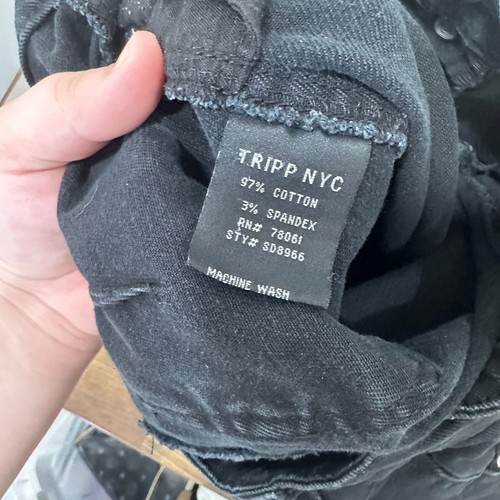 TRIPP NYC
97% COTTON
3% SPANDEX
RN# 78061
STY# SD8966
MACHINE WASH